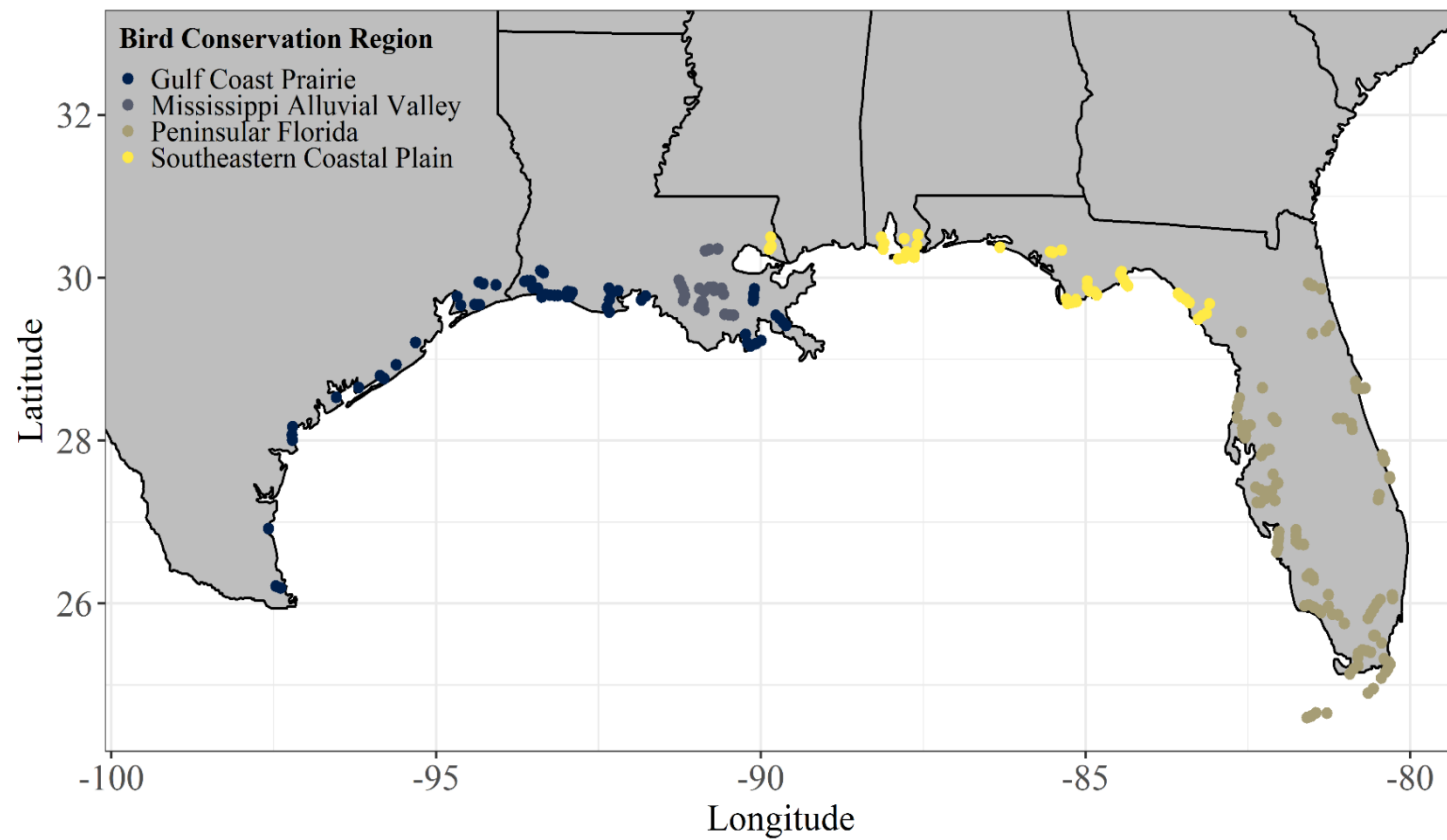 Bird Conservation Region
Gulf Coast Prairie
Mississippi Alluvial Valley
Peninsular Florida
Southeastern Coastal Plain
Latitude
32
30
28
26
-100
-95
-90
-85
-80
Longitude